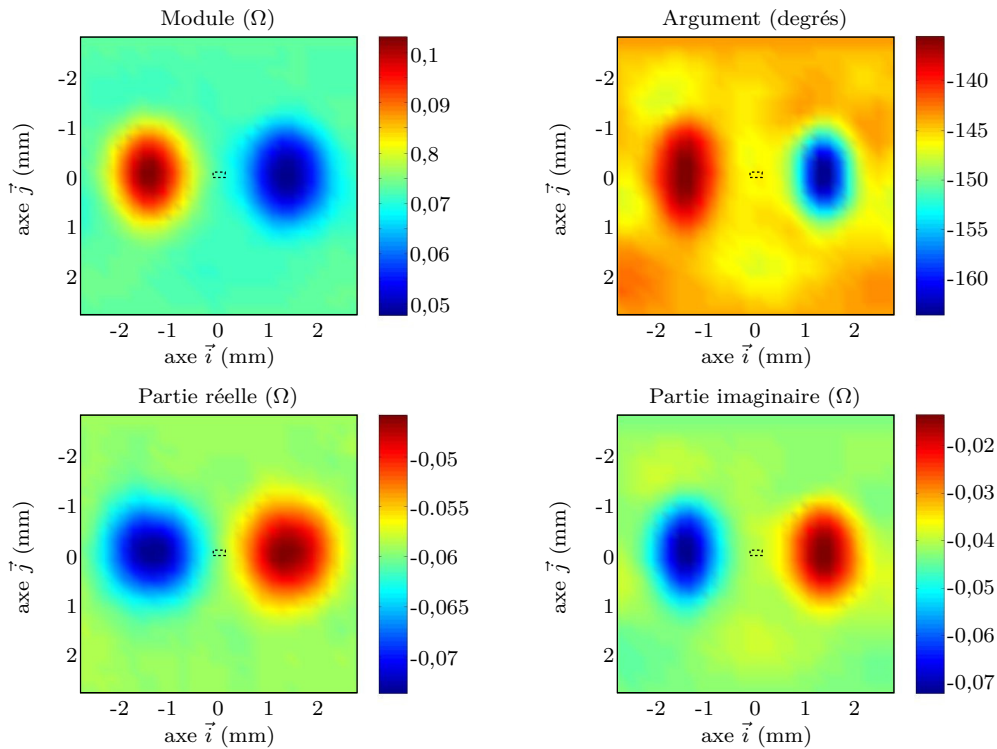 Module (Ω)
-2
-1
0
1
2
-2 -1 0 1 2
axe j⃗ (mm)
axe i⃗ (mm)
0.1
0.09
0.8
0,07
0.06
0,05
Argument (degrés)
-2
-1
0
1
2
-2 -1 0 1 2
axe j⃗ (mm)
axe i⃗ (mm)
-140
-145
-150
-155
-160
Partie réelle (Ω)
-2
-1
0
1
2
-2 -1 0 1 2
axe j⃗ (mm)
axe i⃗ (mm)
-0,05
-0.055
-0,06
-0,065
-0,07
Partie imaginaire (Ω)
-2
-1
0
1
2
-2 -1 0 1 2
axe j⃗ (mm)
axe i⃗ (mm)
-0,02
-0,03
-0,04
-0,05
-0,06
-0,07